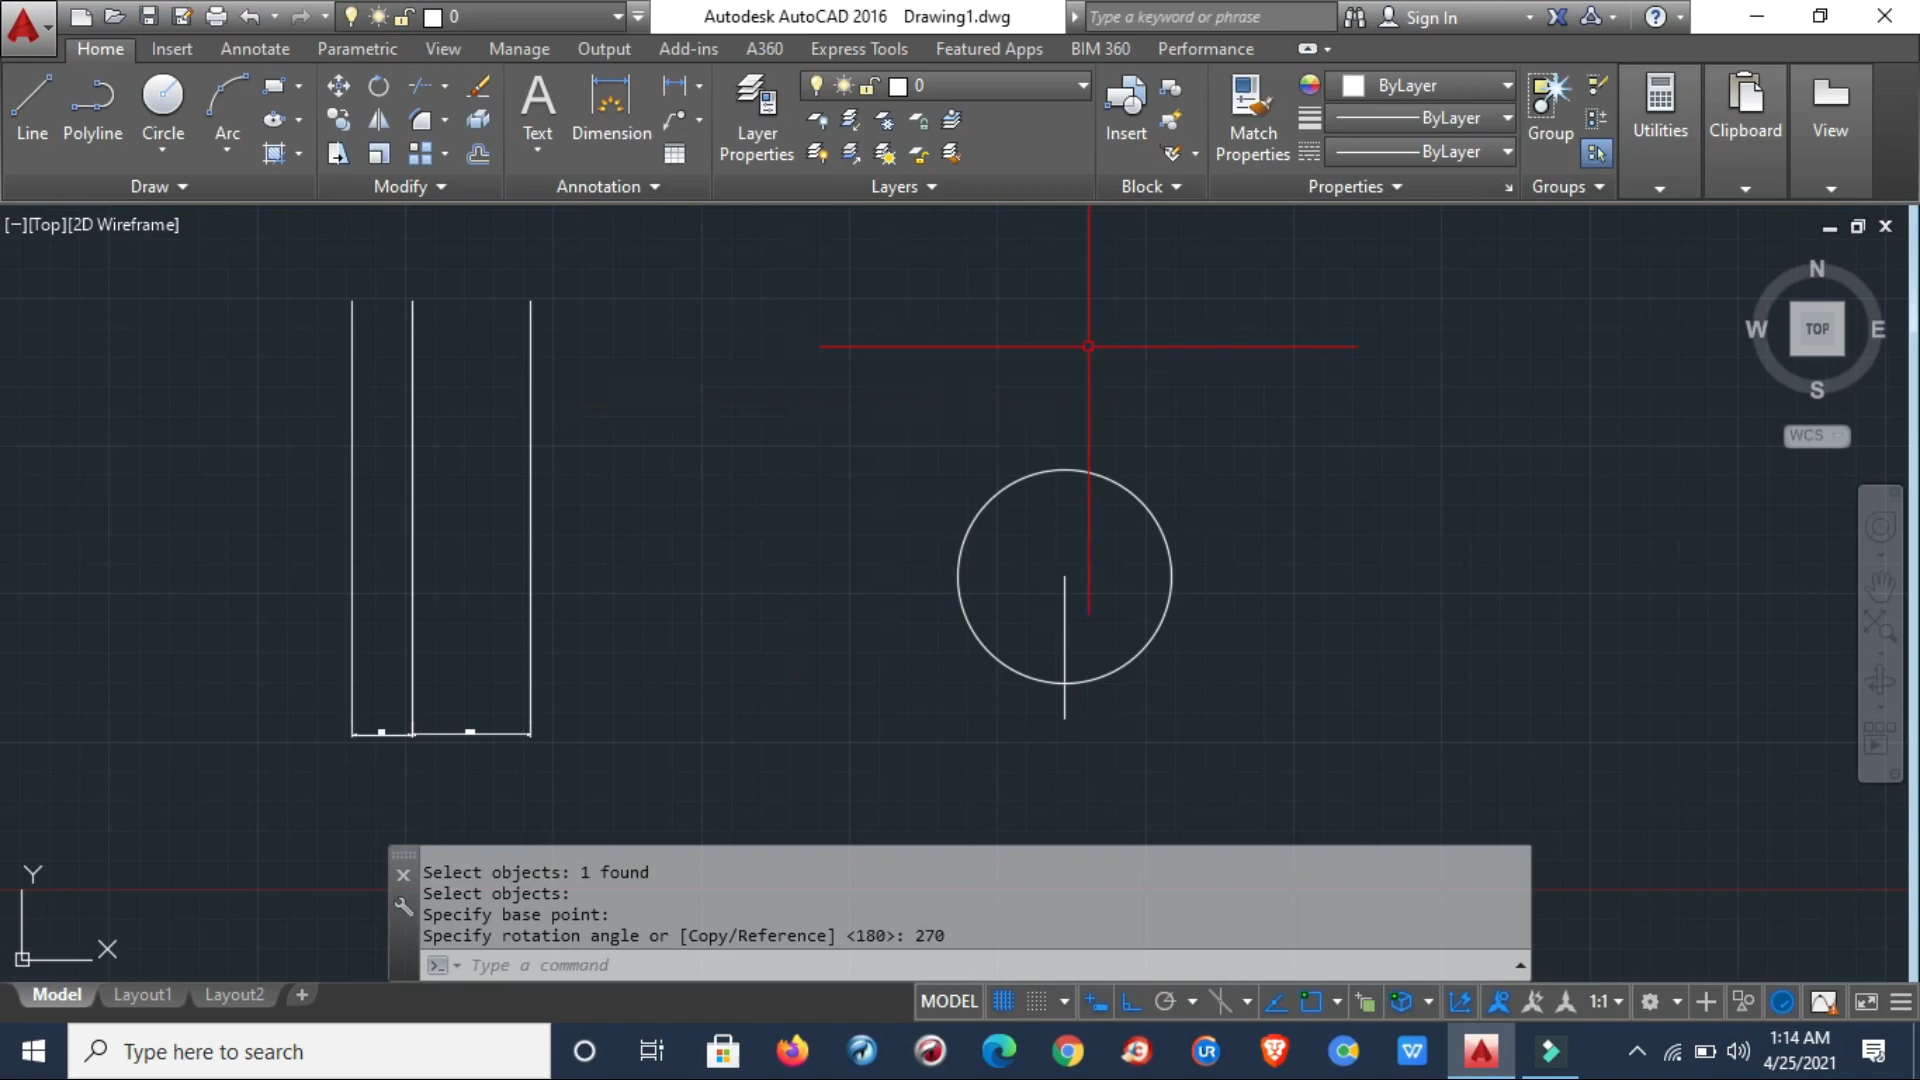 0 Autodesk AutoCAD 2016 Drawing1.dwg Type a keyword or phrase Sign In
Home Insert Annotate Parametric View Manage Output Add-ins A360 Express Tools Featured Apps BIM 360 Performance
Line Polyline Circle Arc Text Dimension Layer Properties 0 Insert Match Properties ByLayer ByLayer ByLayer Group Utilities Clipboard View
Draw Modify Annotation Layers Block Properties Groups
[−][Top][2D Wireframe]
N
W TOP E
S
WCS
Y
X
Select objects: 1 found
Select objects:
Specify base point:
Specify rotation angle or [Copy/Reference] <180>: 270
Type a command
Model Layout1 Layout2 + MODEL 1:1
Type here to search
UR
W
1:14 AM
4/25/2021